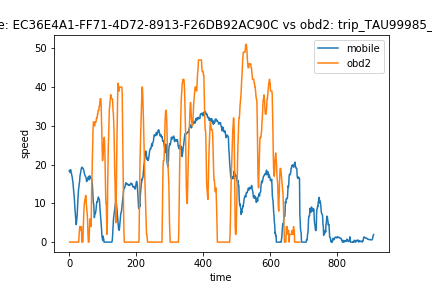 e: EC36E4A1-FF71-4D72-8913-F26DB92AC90C vs obd2: trip_TAU99985_
mobile
obd2
50
40
30
20
10
0
speed
0 200 400 600 800
time